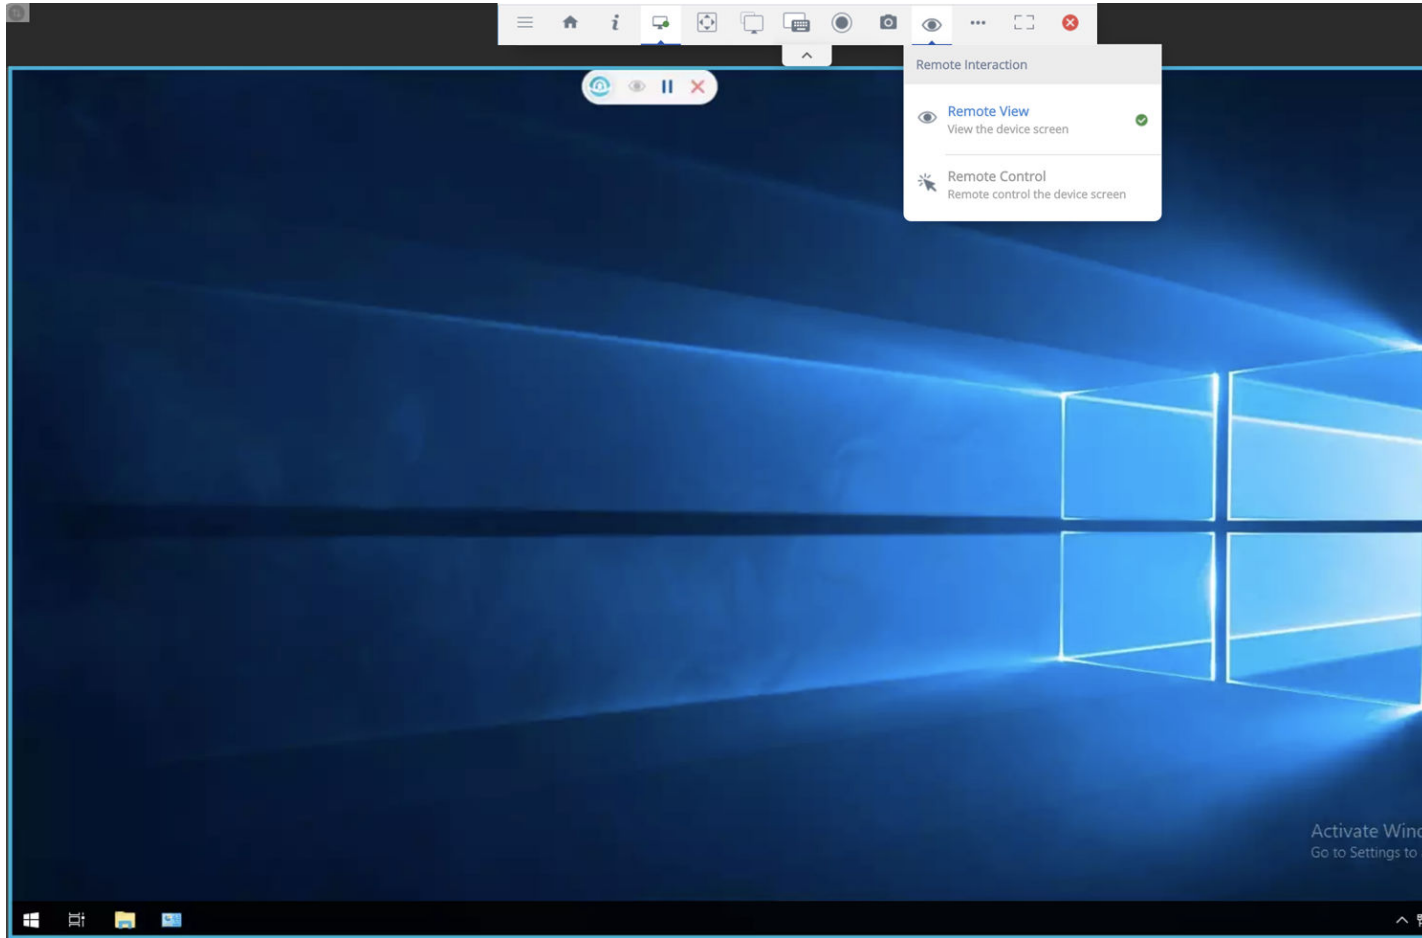 Remote Interaction
Remote View
View the device screen
Remote Control
Remote control the device screen
Activate Wind
Go to Settings to